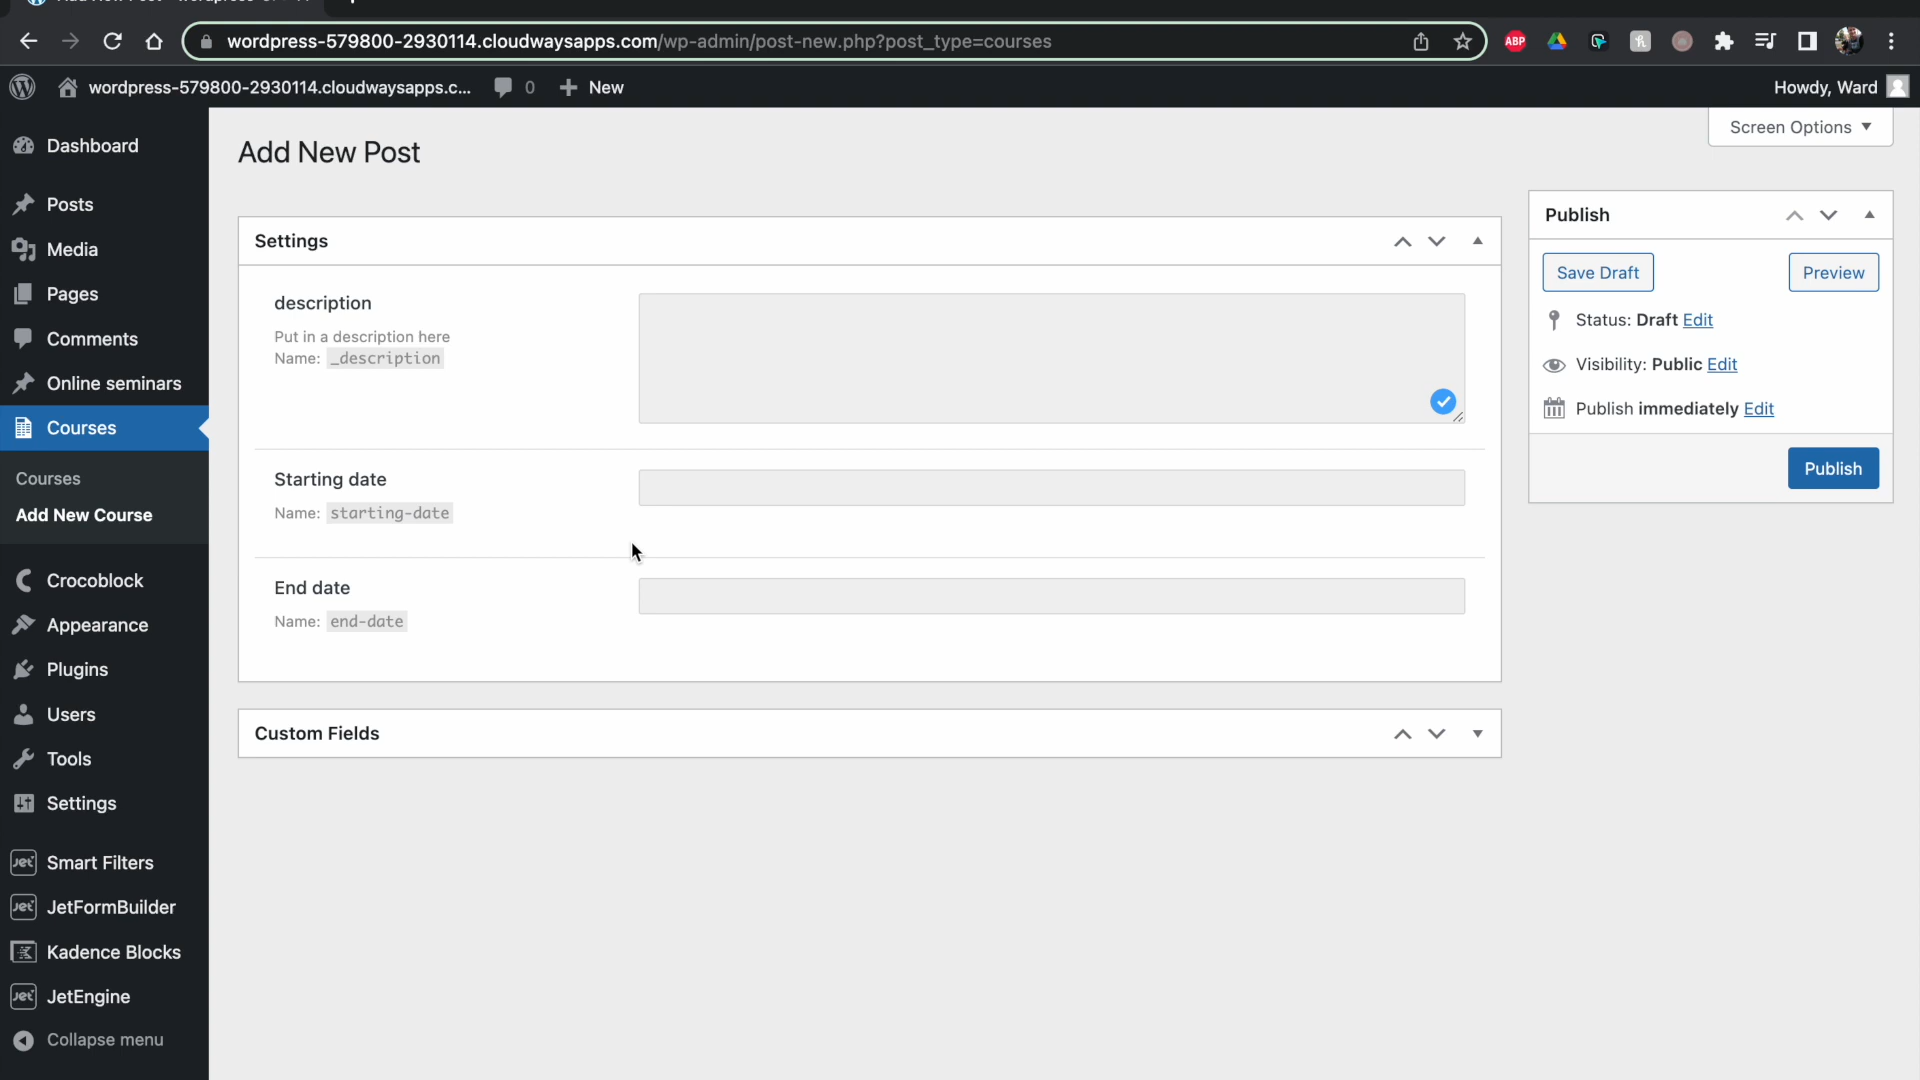 wordpress-579800-2930114.cloudwaysapps.com/wp-admin/post-new.php?post_type=courses
ABP
wordpress-579800-2930114.cloudwaysapps.c... 0 New
Howdy, Ward
Dashboard
Posts
Media
Pages
Comments
Online seminars
Courses
Courses
Add New Course
Crocoblock
Appearance
Plugins
Users
Tools
Settings
Jet Smart Filters
Jet JetFormBuilder
Kadence Blocks
Jet JetEngine
Collapse menu
Screen Options
Add New Post
Settings
description
Put in a description here
Name: _description
Starting date
Name: starting-date
End date
Name: end-date
Custom Fields
Publish
Save Draft Preview
Status: Draft Edit
Visibility: Public Edit
Publish immediately Edit
Publish